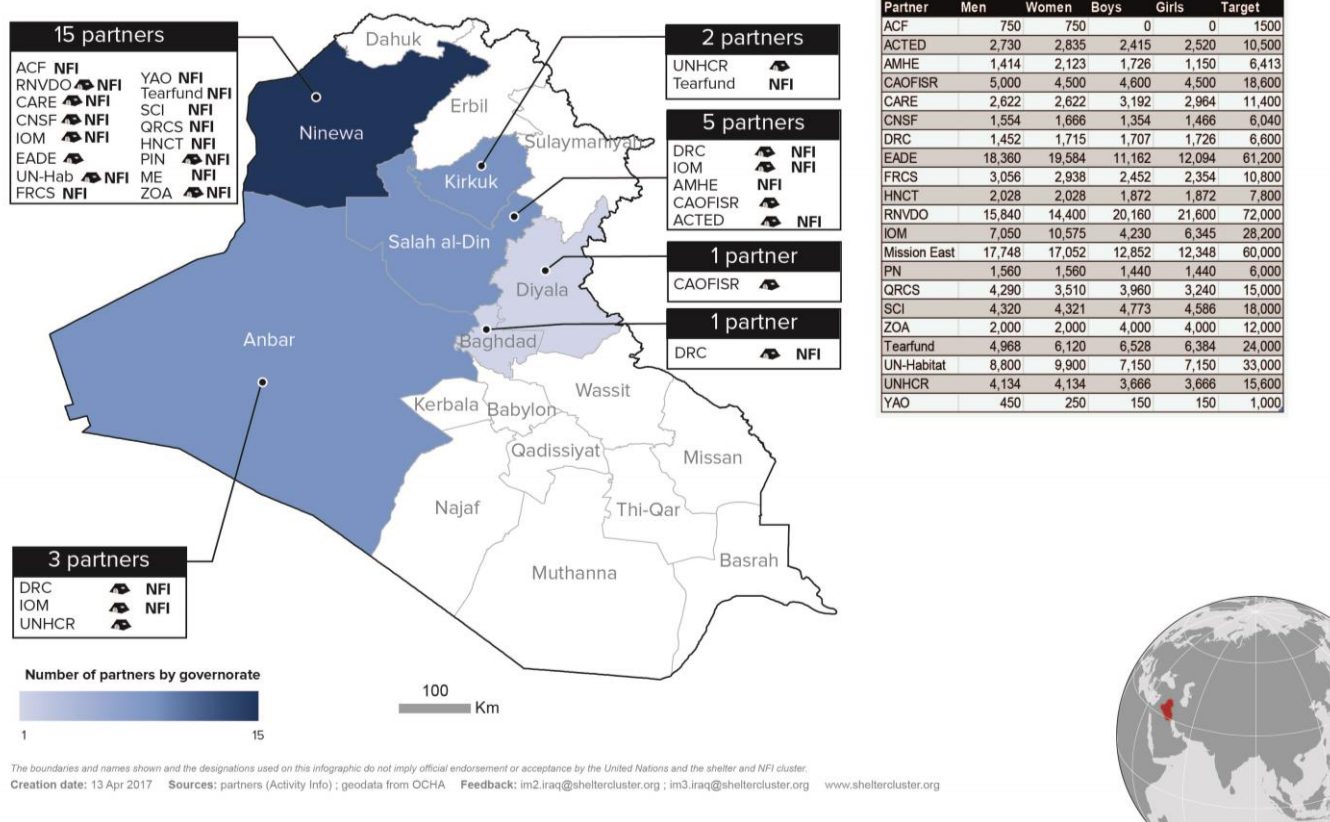 15 partners
ACF NFI
RNVDO NFI
CARE NFI
CNSF NFI
IOM NFI
EADE
UN-Hab NFI
FRCS NFI
YAO NFI
Tearfund NFI
SCI NFI
QRCS NFI
HNCT NFI
PIN NFI
ME NFI
ZOA NFI
2 partners
UNHCR
Tearfund NFI
5 partners
DRC NFI
IOM NFI
AMHE NFI
CAOFISR
ACTED NFI
1 partner
CAOFISR
1 partner
DRC NFI
3 partners
DRC NFI
IOM NFI
UNHCR
Dahuk
Ninewa
Erbil
Sulaymaniyah
Kirkuk
Salah al-Din
Diyala
Anbar
Baghdad
Wassit
Kerbala
Babylon
Qadissiyat
Missan
Najaf
Thi-Qar
Basrah
Muthanna
Partner Men Women Boys Girls Target
ACF 750 750 0 0 1500
ACTED 2,730 2,835 2,415 2,520 10,500
AMHE 1,414 2,123 1,726 1,150 6,413
CAOFISR 5,000 4,500 4,600 4,500 18,600
CARE 2,622 2,622 3,192 2,964 11,400
CNSF 1,554 1,666 1,354 1,466 6,040
DRC 1,452 1,715 1,707 1,726 6,600
EADE 18,360 19,584 11,162 12,094 61,200
FRCS 3,056 2,938 2,452 2,354 10,800
HNCT 2,028 2,028 1,872 1,872 7,800
RNVDO 15,840 14,400 20,160 21,600 72,000
IOM 7,050 10,575 4,230 6,345 28,200
Mission East 17,748 17,052 12,852 12,348 60,000
PN 1,560 1,560 1,440 1,440 6,000
QRCS 4,290 3,510 3,960 3,240 15,000
SCI 4,320 4,321 4,773 4,586 18,000
ZOA 2,000 2,000 4,000 4,000 12,000
Tearfund 4,968 6,120 6,528 6,384 24,000
UN-Habitat 8,800 9,900 7,150 7,150 33,000
UNHCR 4,134 4,134 3,666 3,666 15,600
YAO 450 250 150 150 1,000
Number of partners by governorate
1 15
100
Km
The boundaries and names shown and the designations used on this infographic do not imply official endorsement or acceptance by the United Nations and the shelter and NFI cluster.
Creation date: 13 Apr 2017 Sources: partners (Activity Info) ; geodata from OCHA Feedback: im2.iraq@sheltercluster.org ; im3.iraq@sheltercluster.org www.sheltercluster.org